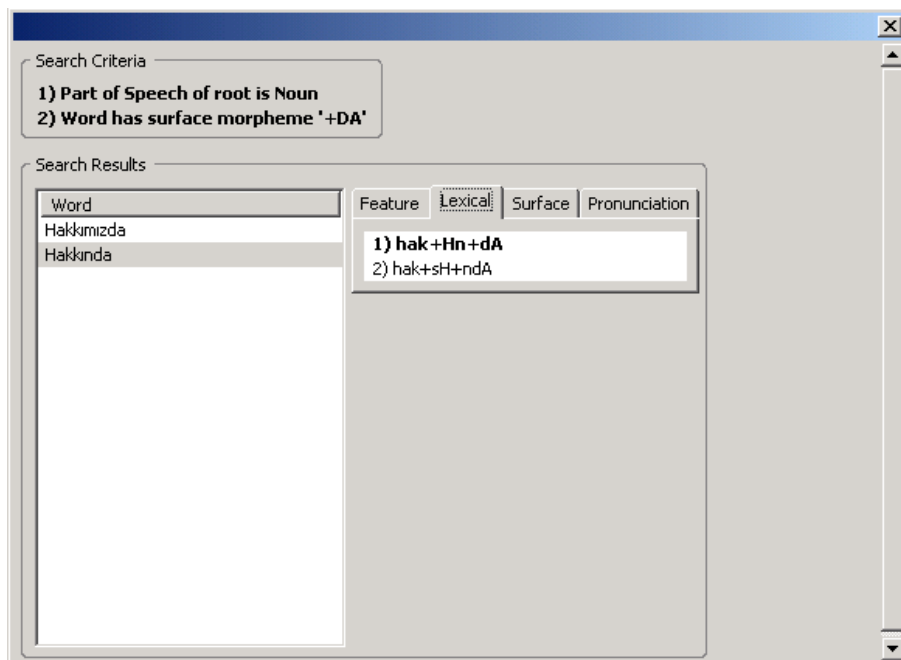 Search Criteria
1) Part of Speech of root is Noun
2) Word has surface morpheme '+DA'
Search Results
Word
Hakkımızda
Hakkında
Feature
Lexical
Surface
Pronunciation
1) hak+Hn+dA
2) hak+sH+ndA